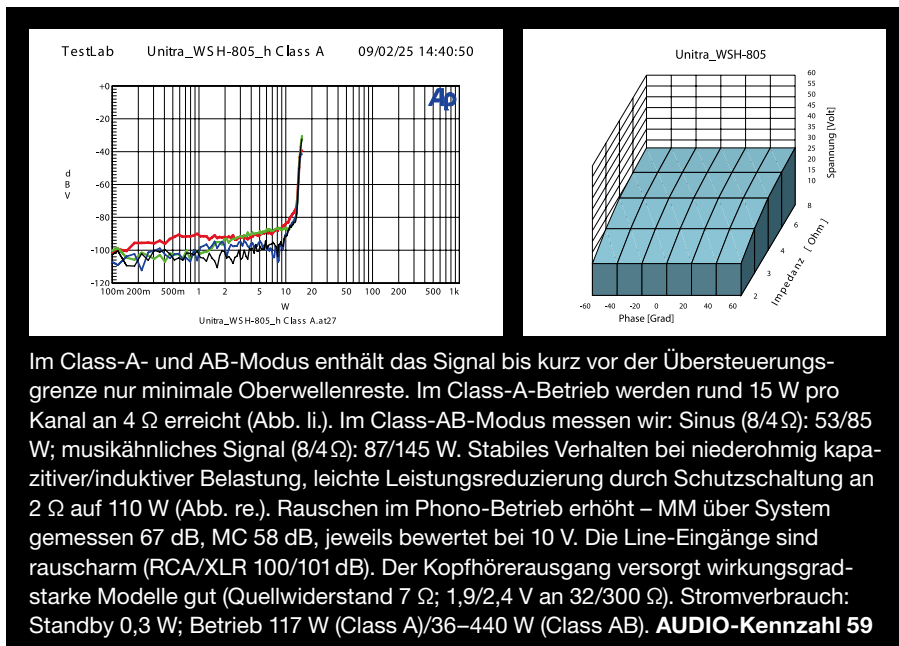 TestLab Unitra_WSH-805_h Class A 09/02/25 14:40:50
Ap
+0
-20
-40
-60
-80
-100
-120
d
B
V
100m 200m 500m 1 2 5 10 20 50 100 200 500 1k
W
Unitra_WSH-805_h Class A.at27
Unitra_WSH-805
60
55
50
45
40
35
30
25
20
15
10
Spannung [Volt]
8
6
4
3
2
Impedanz [Ohm]
-60 -40 -20 0 20 40 60
Phase [Grad]
Im Class-A- und AB-Modus enthält das Signal bis kurz vor der Übersteuerungs-
grenze nur minimale Oberwellenreste. Im Class-A-Betrieb werden rund 15 W pro
Kanal an 4 Ω erreicht (Abb. li.). Im Class-AB-Modus messen wir: Sinus (8/4 Ω): 53/85
W; musikähnliches Signal (8/4 Ω): 87/145 W. Stabiles Verhalten bei niederohmig kapa-
zitiver/induktiver Belastung, leichte Leistungsreduzierung durch Schutzschaltung an
2 Ω auf 110 W (Abb. re.). Rauschen im Phono-Betrieb erhöht – MM über System
gemessen 67 dB, MC 58 dB, jeweils bewertet bei 10 V. Die Line-Eingänge sind
rauscharm (RCA/XLR 100/101 dB). Der Kopfhörerausgang versorgt wirkungsgrad-
starke Modelle gut (Quellwiderstand 7 Ω; 1,9/2,4 V an 32/300 Ω). Stromverbrauch:
Standby 0,3 W; Betrieb 117 W (Class A)/36–440 W (Class AB). AUDIO-Kennzahl 59